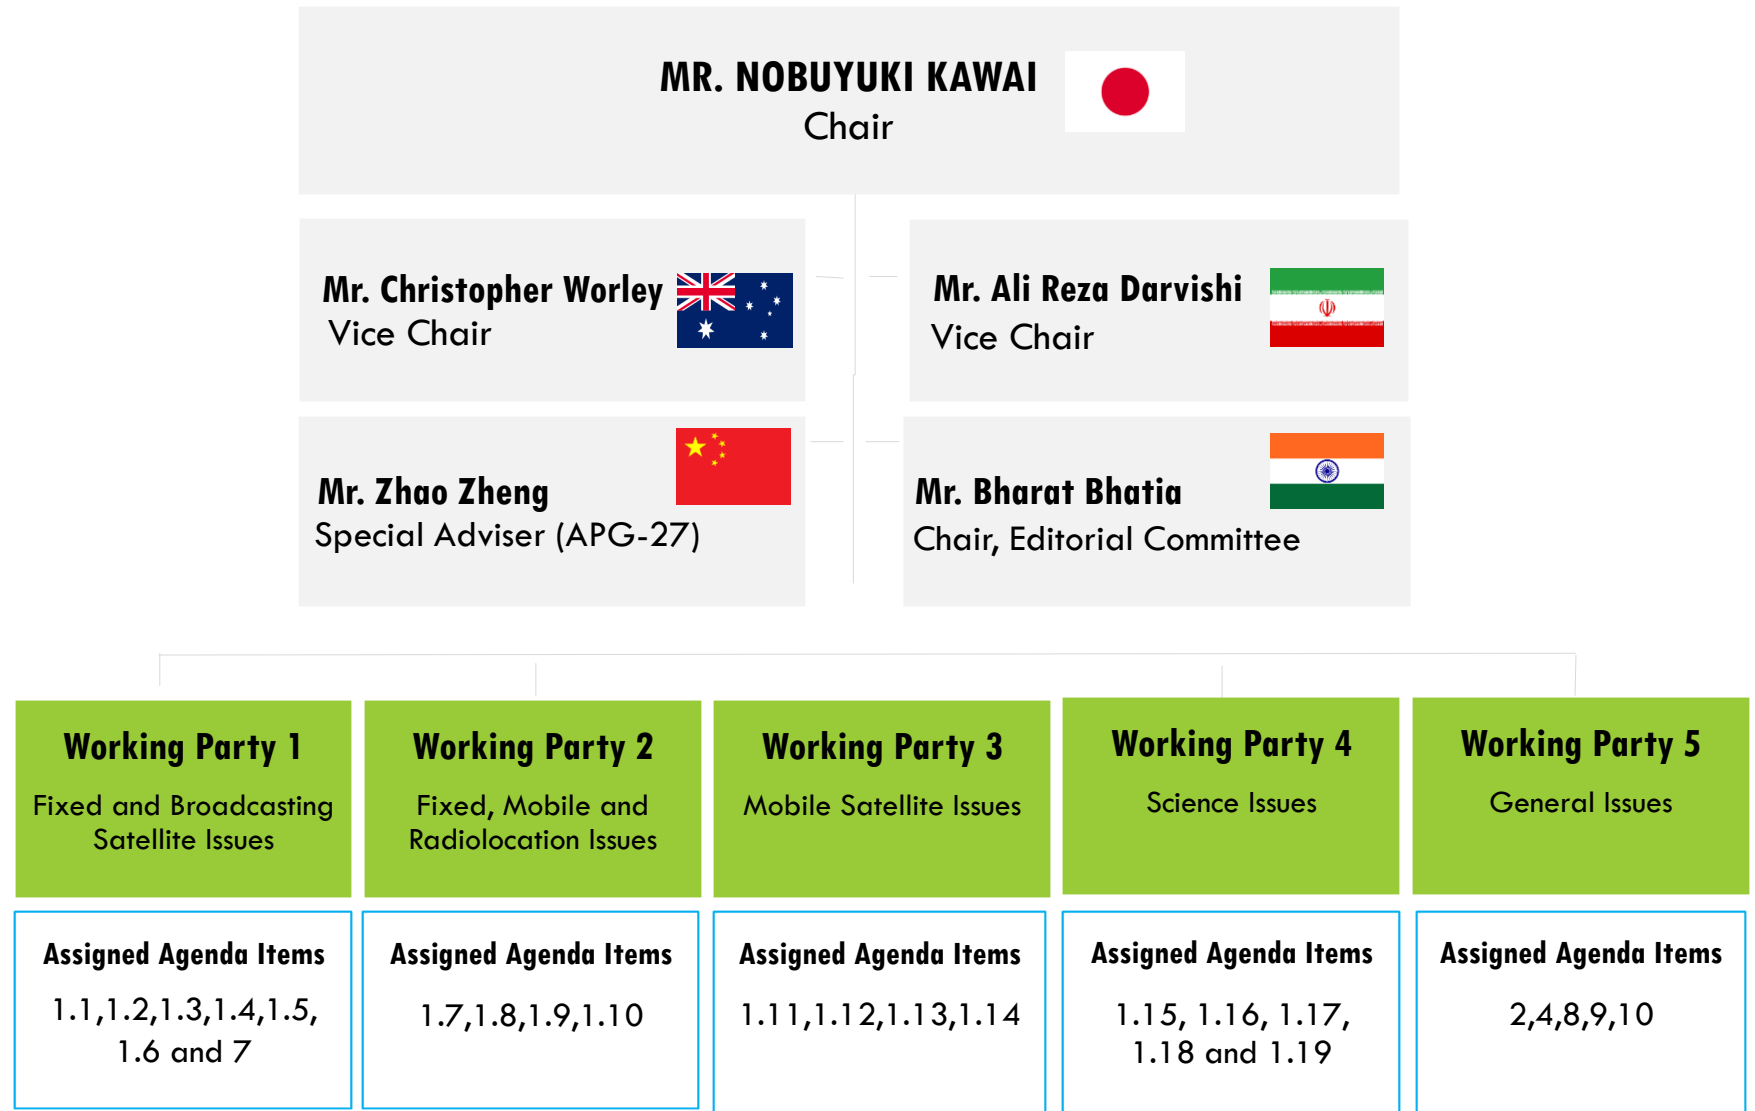 MR. NOBUYUKI KAWAI
Chair
Mr. Christopher Worley
Vice Chair
Mr. Ali Reza Darvishi
Vice Chair
Mr. Zhao Zheng
Special Adviser (APG-27)
Mr. Bharat Bhatia
Chair, Editorial Committee
Working Party 1
Fixed and Broadcasting
Satellite Issues
Working Party 2
Fixed, Mobile and
Radiolocation Issues
Working Party 3
Mobile Satellite Issues
Working Party 4
Science Issues
Working Party 5
General Issues
Assigned Agenda Items
1.1,1.2,1.3,1.4,1.5,
1.6 and 7
Assigned Agenda Items
1.7,1.8,1.9,1.10
Assigned Agenda Items
1.11,1.12,1.13,1.14
Assigned Agenda Items
1.15, 1.16, 1.17,
1.18 and 1.19
Assigned Agenda Items
2,4,8,9,10